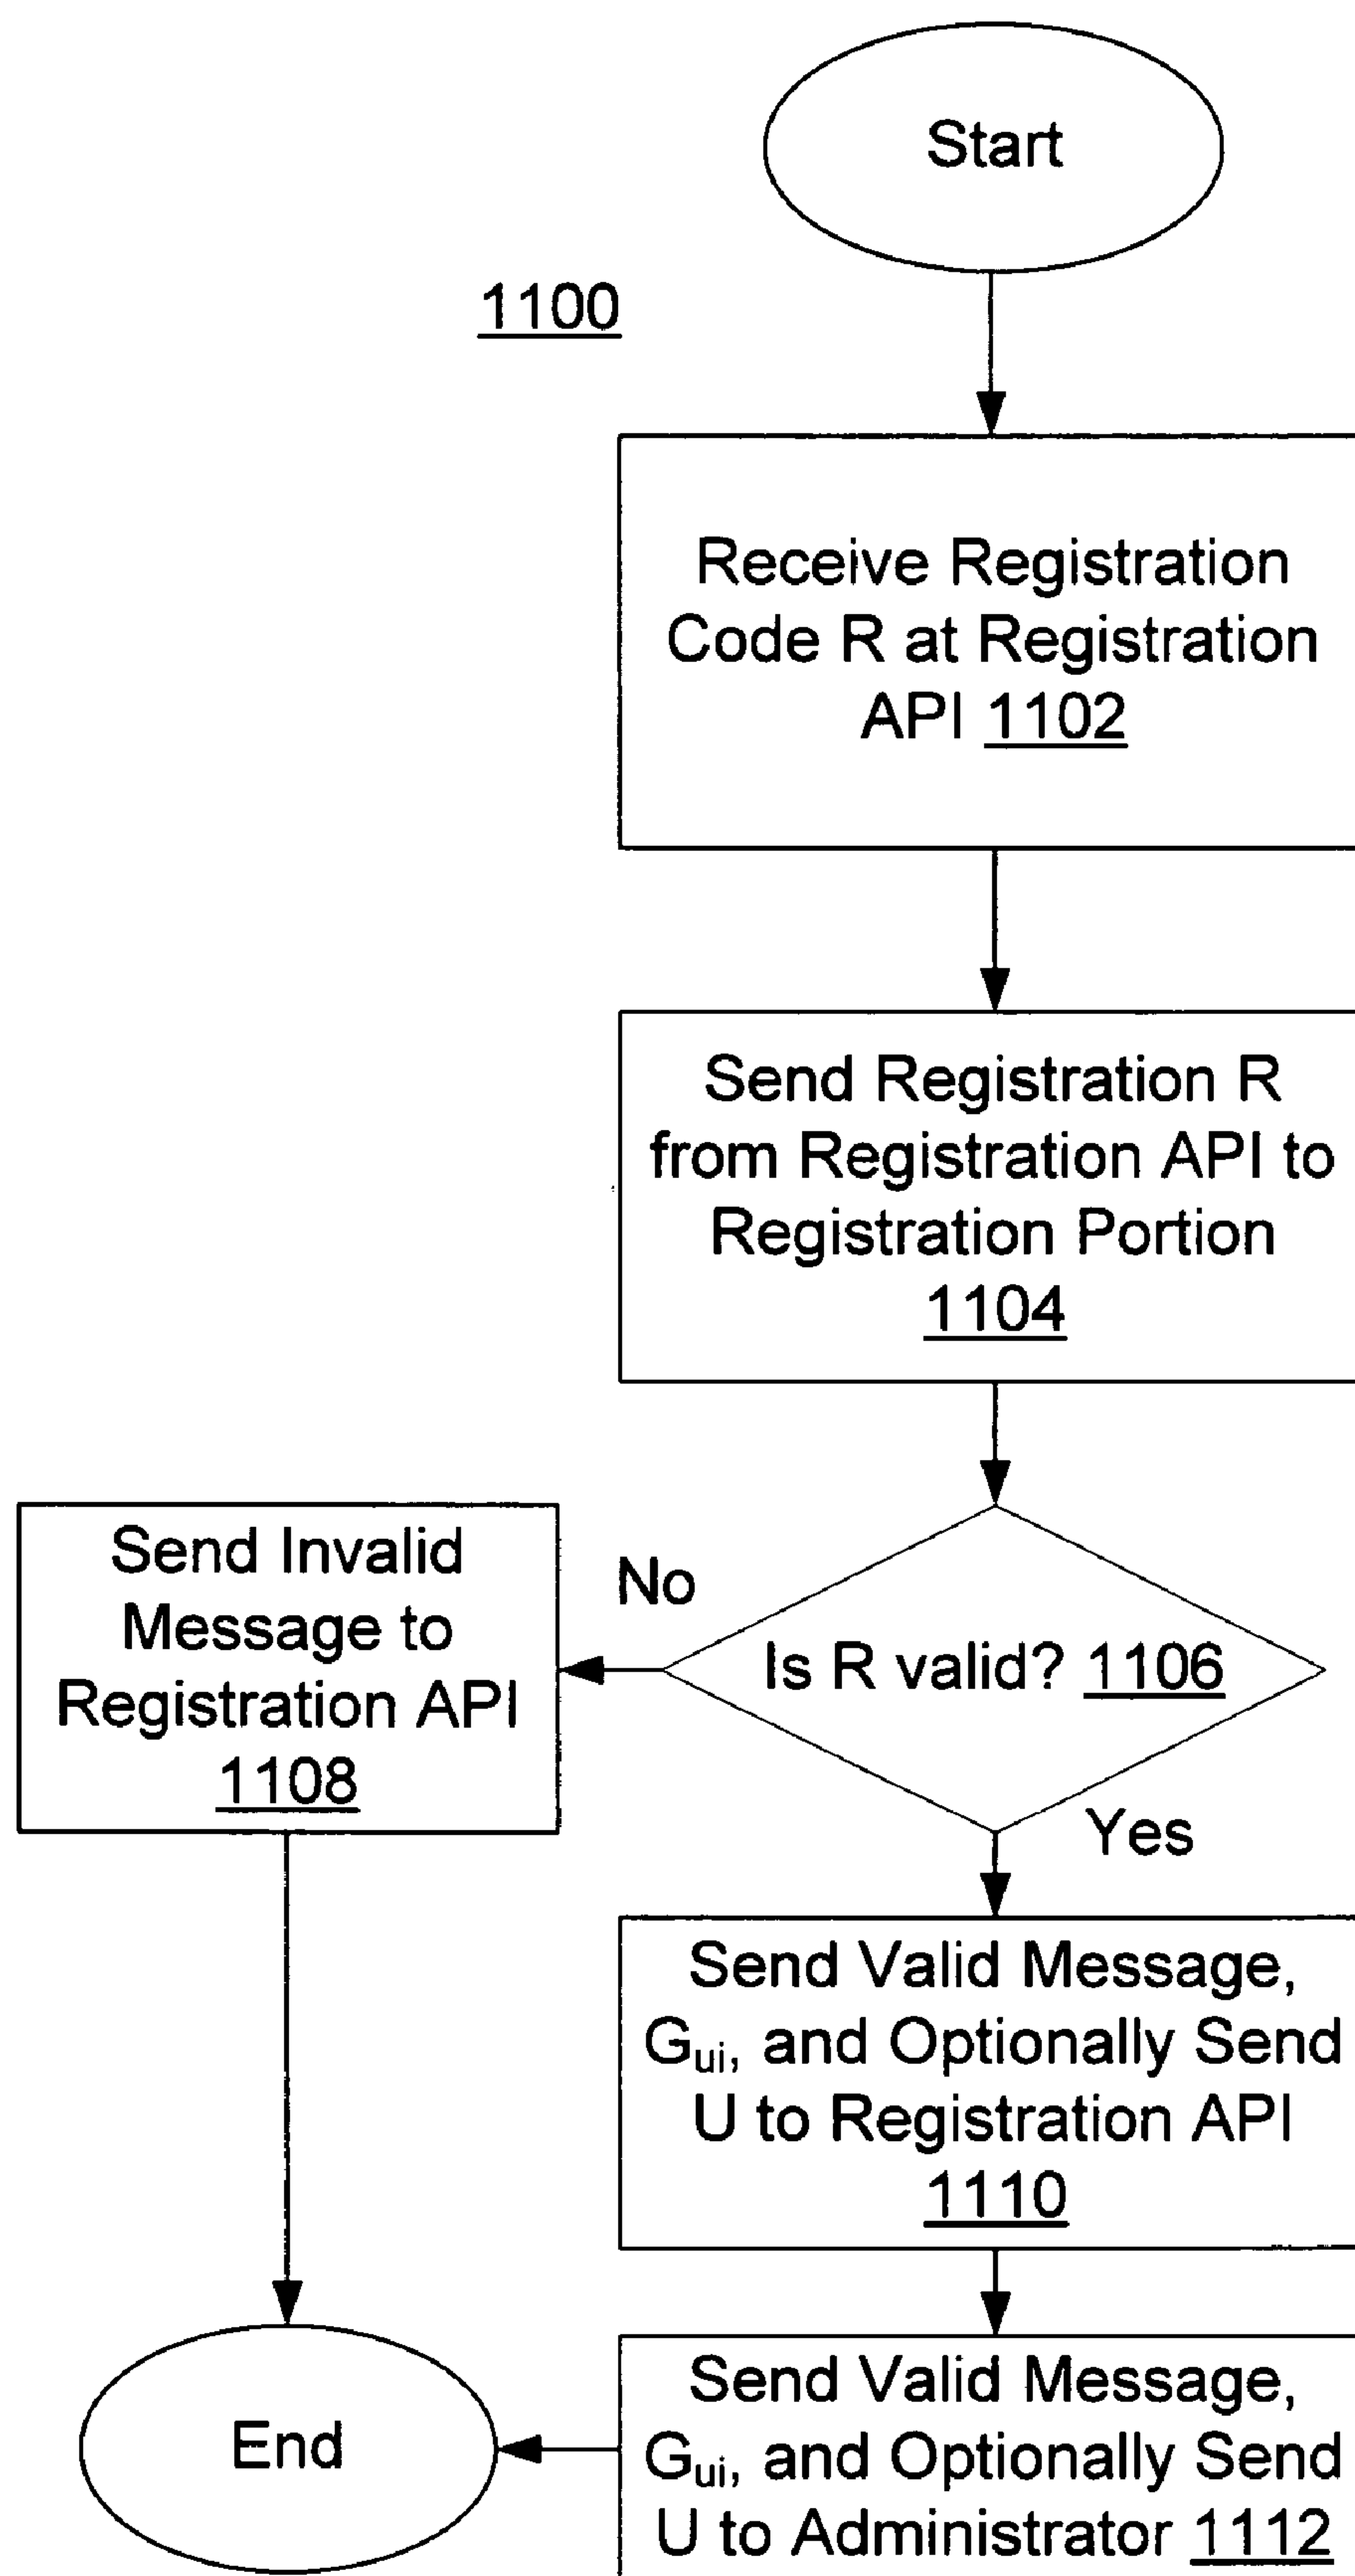 Start
1100
Receive Registration
Code R at Registration
API 1102
Send Registration R
from Registration API to
Registration Portion
1104
Send Invalid
Message to
Registration API
1108
No
Is R valid? 1106
Yes
Send Valid Message,
Gui, and Optionally Send
U to Registration API
1110
End
Send Valid Message,
Gui, and Optionally Send
U to Administrator 1112